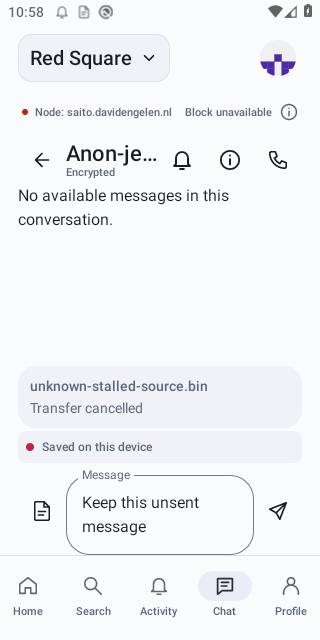 10:58
Red Square
Node: saito.davidengelen.nl Block unavailable
Anon-je...
Encrypted
No available messages in this
conversation.
unknown-stalled-source.bin
Transfer cancelled
Saved on this device
Message
Keep this unsent
message
Home Search Activity Chat Profile